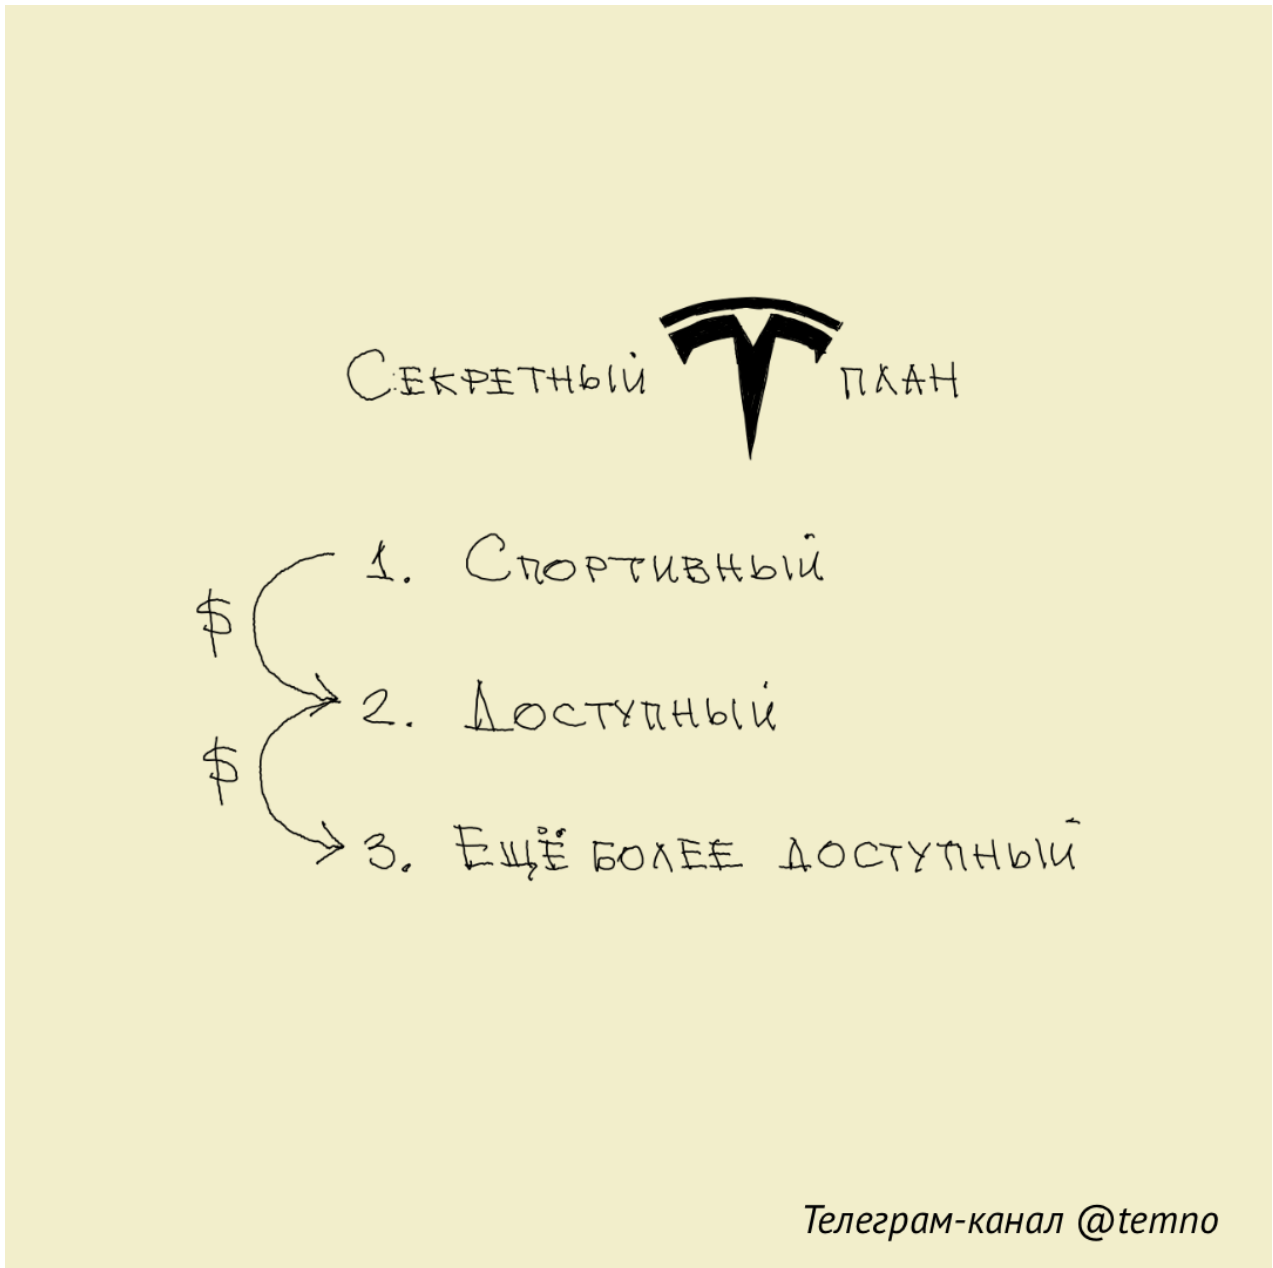 Секретный план
1. Спортивный
$
2. Доступный
$
3. Ещё более доступный
Телеграм-канал @temno